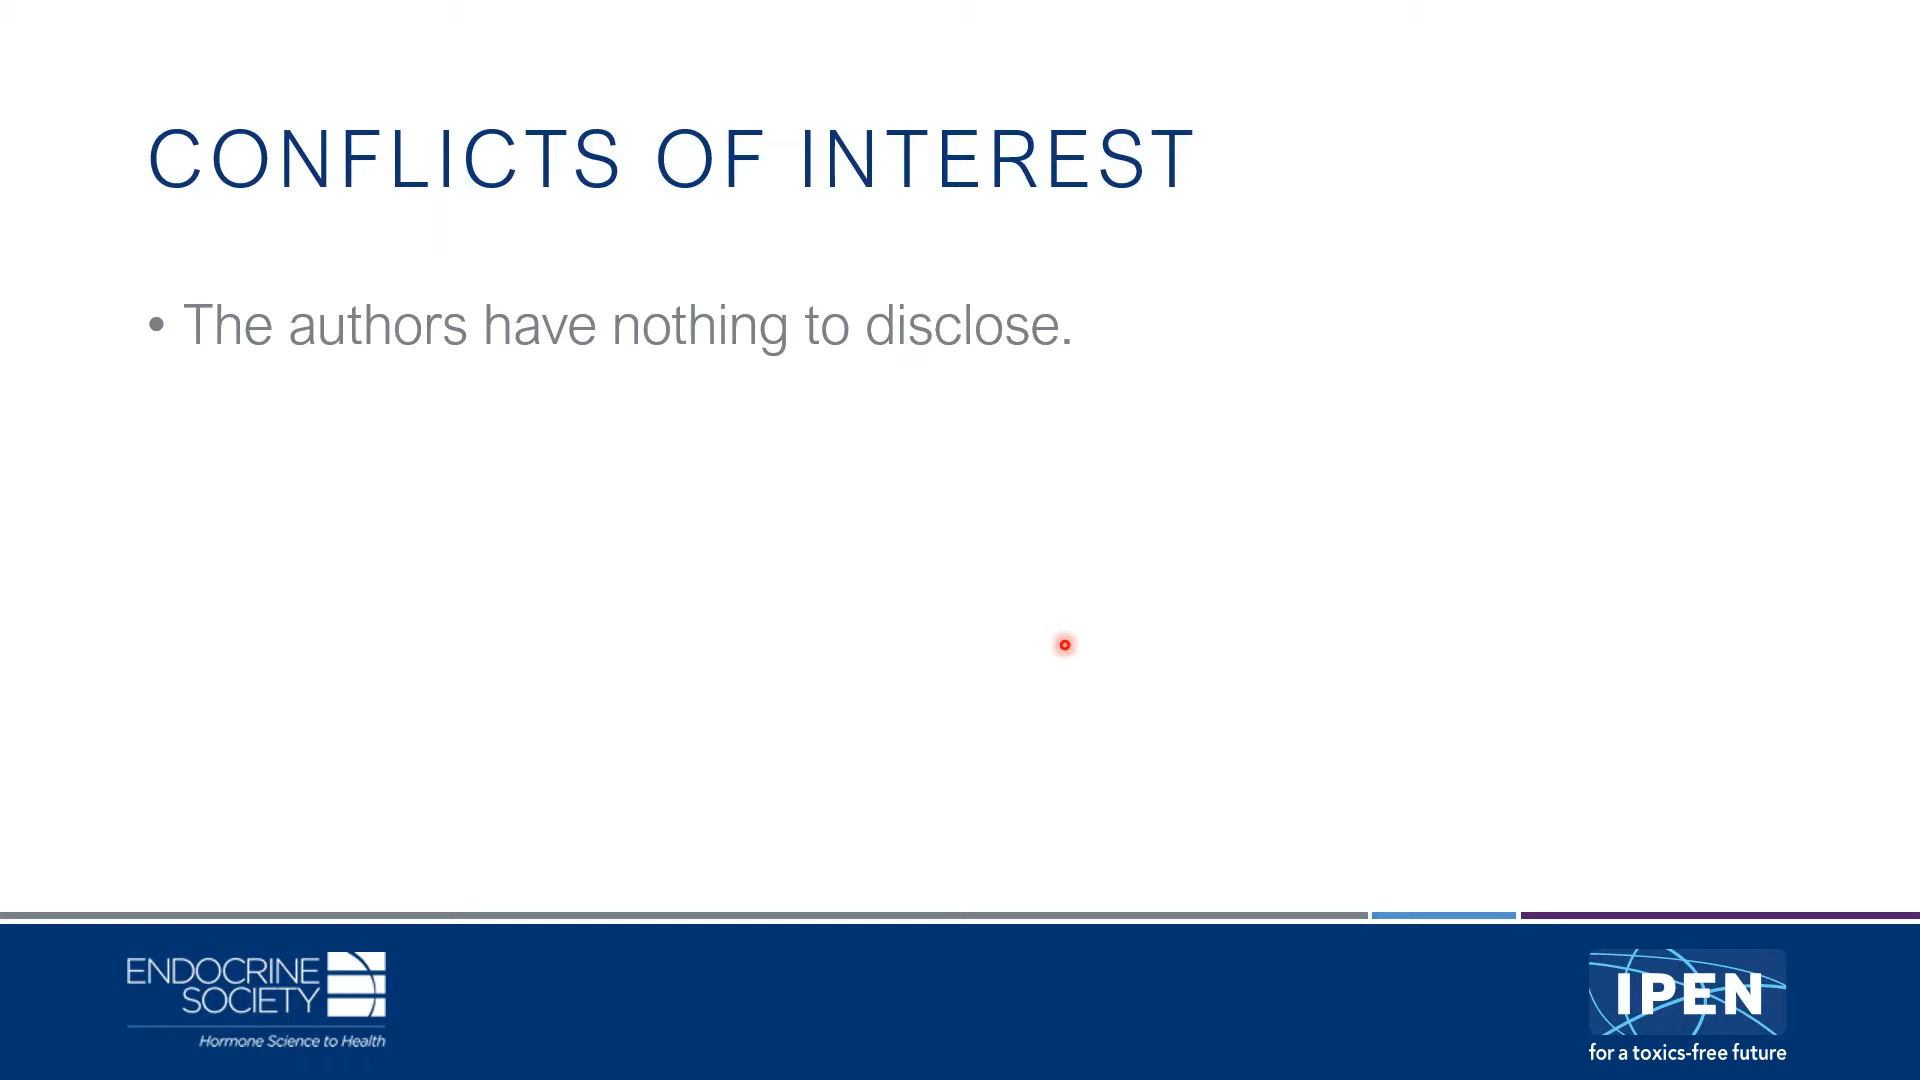 CONFLICTS OF INTEREST
• The authors have nothing to disclose.
ENDOCRINE
SOCIETY
Hormone Science to Health
IPEN
for a toxics-free future